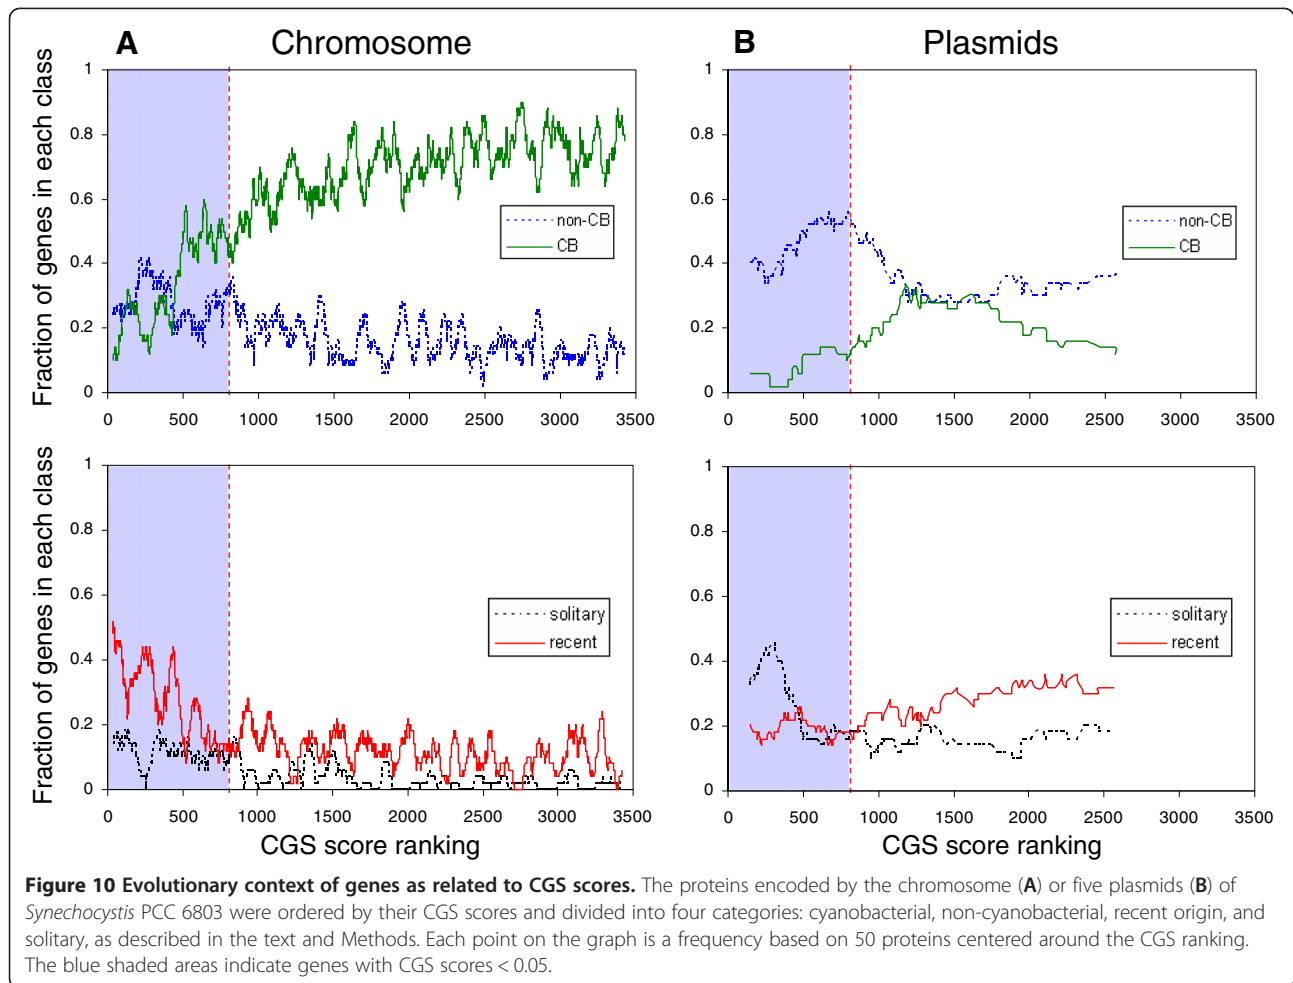 A Chromosome
B Plasmids
Fraction of genes in each class
1
0.8
0.6
0.4
0.2
0
non-CB
CB
0 500 1000 1500 2000 2500 3000 3500
1
0.8
0.6
0.4
0.2
0
non-CB
CB
0 500 1000 1500 2000 2500 3000 3500
Fraction of genes in each class
1
0.8
0.6
0.4
0.2
0
solitary
recent
0 500 1000 1500 2000 2500 3000 3500
CGS score ranking
1
0.8
0.6
0.4
0.2
0
solitary
recent
0 500 1000 1500 2000 2500 3000 3500
CGS score ranking
Figure 10 Evolutionary context of genes as related to CGS scores. The proteins encoded by the chromosome (A) or five plasmids (B) of
Synechocystis PCC 6803 were ordered by their CGS scores and divided into four categories: cyanobacterial, non-cyanobacterial, recent origin, and
solitary, as described in the text and Methods. Each point on the graph is a frequency based on 50 proteins centered around the CGS ranking.
The blue shaded areas indicate genes with CGS scores < 0.05.